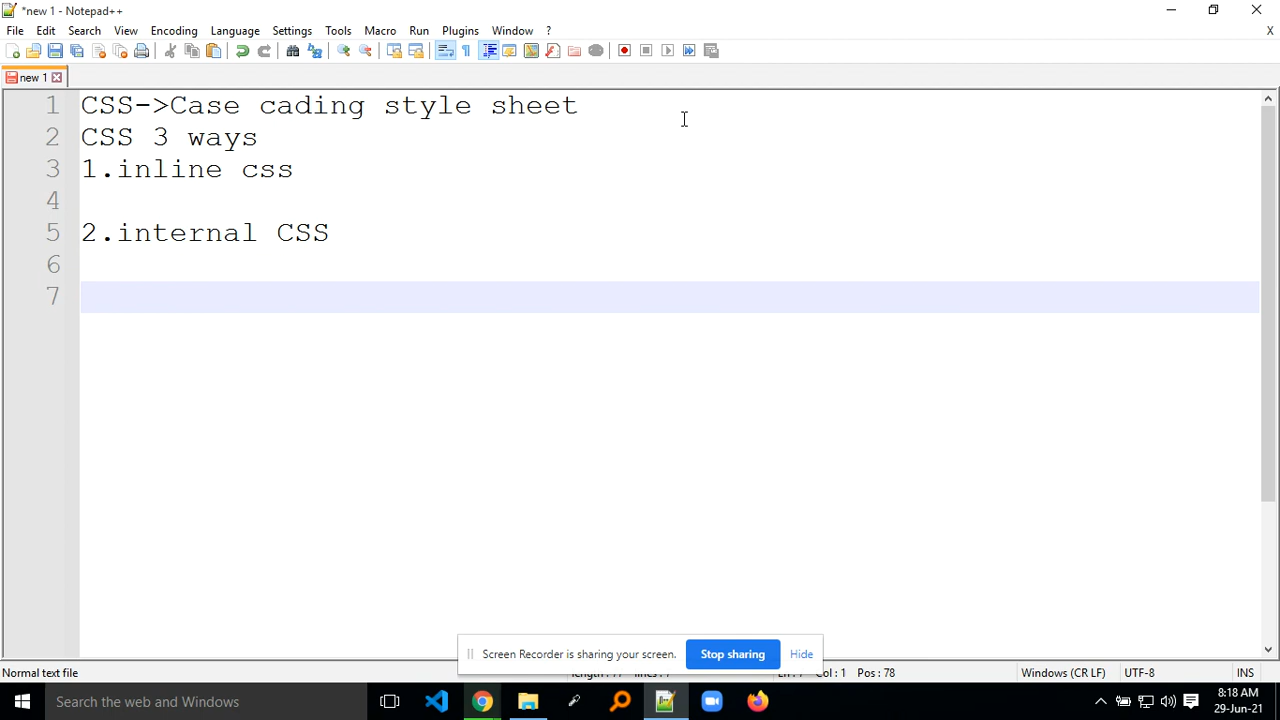 *new 1 - Notepad++
File Edit Search View Encoding Language Settings Tools Macro Run Plugins Window ? X
new 1
1 CSS->Case cading style sheet
2 CSS 3 ways
3 1.inline css
4
5 2.internal CSS
6
7
Screen Recorder is sharing your screen. Stop sharing Hide
Normal text file Col : 1 Pos : 78 Windows (CR LF) UTF-8 INS
Search the web and Windows
8:18 AM
29-Jun-21